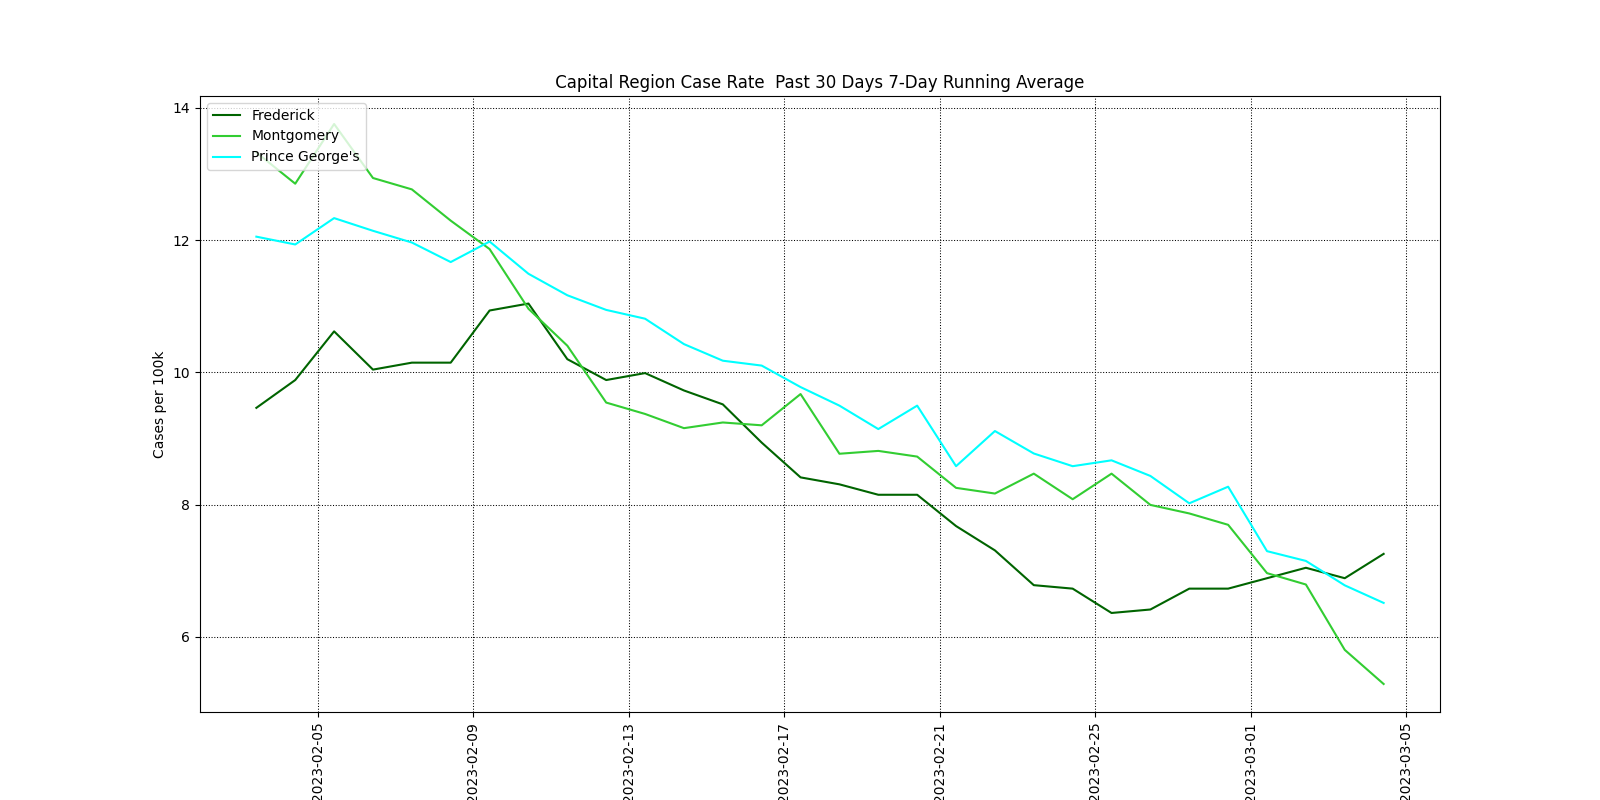 Capital Region Case Rate  Past 30 Days 7-Day Running Average
Frederick
Montgomery
Prince George's
Cases per 100k
14
12
10
8
6
2023-02-05
2023-02-09
2023-02-13
2023-02-17
2023-02-21
2023-02-25
2023-03-01
2023-03-05